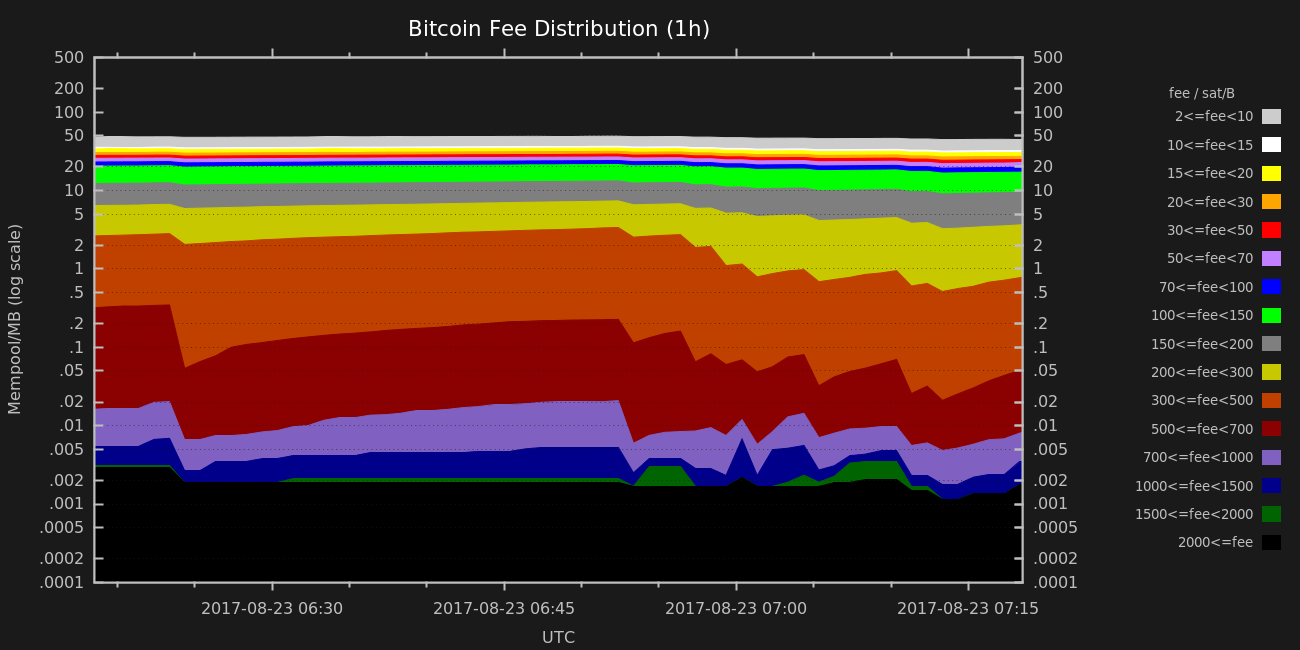 Bitcoin Fee Distribution (1h)
500 500
200 200
100 100
50 50
20 20
10 10
5 5
2 2
1 1
.5 .5
.2 .2
.1 .1
.05 .05
.02 .02
.01 .01
.005 .005
.002 .002
.001 .001
.0005 .0005
.0002 .0002
.0001 .0001
Mempool/MB (log scale)
2017-08-23 06:30 2017-08-23 06:45 2017-08-23 07:00 2017-08-23 07:15
UTC
fee / sat/B
2<=fee<10
10<=fee<15
15<=fee<20
20<=fee<30
30<=fee<50
50<=fee<70
70<=fee<100
100<=fee<150
150<=fee<200
200<=fee<300
300<=fee<500
500<=fee<700
700<=fee<1000
1000<=fee<1500
1500<=fee<2000
2000<=fee